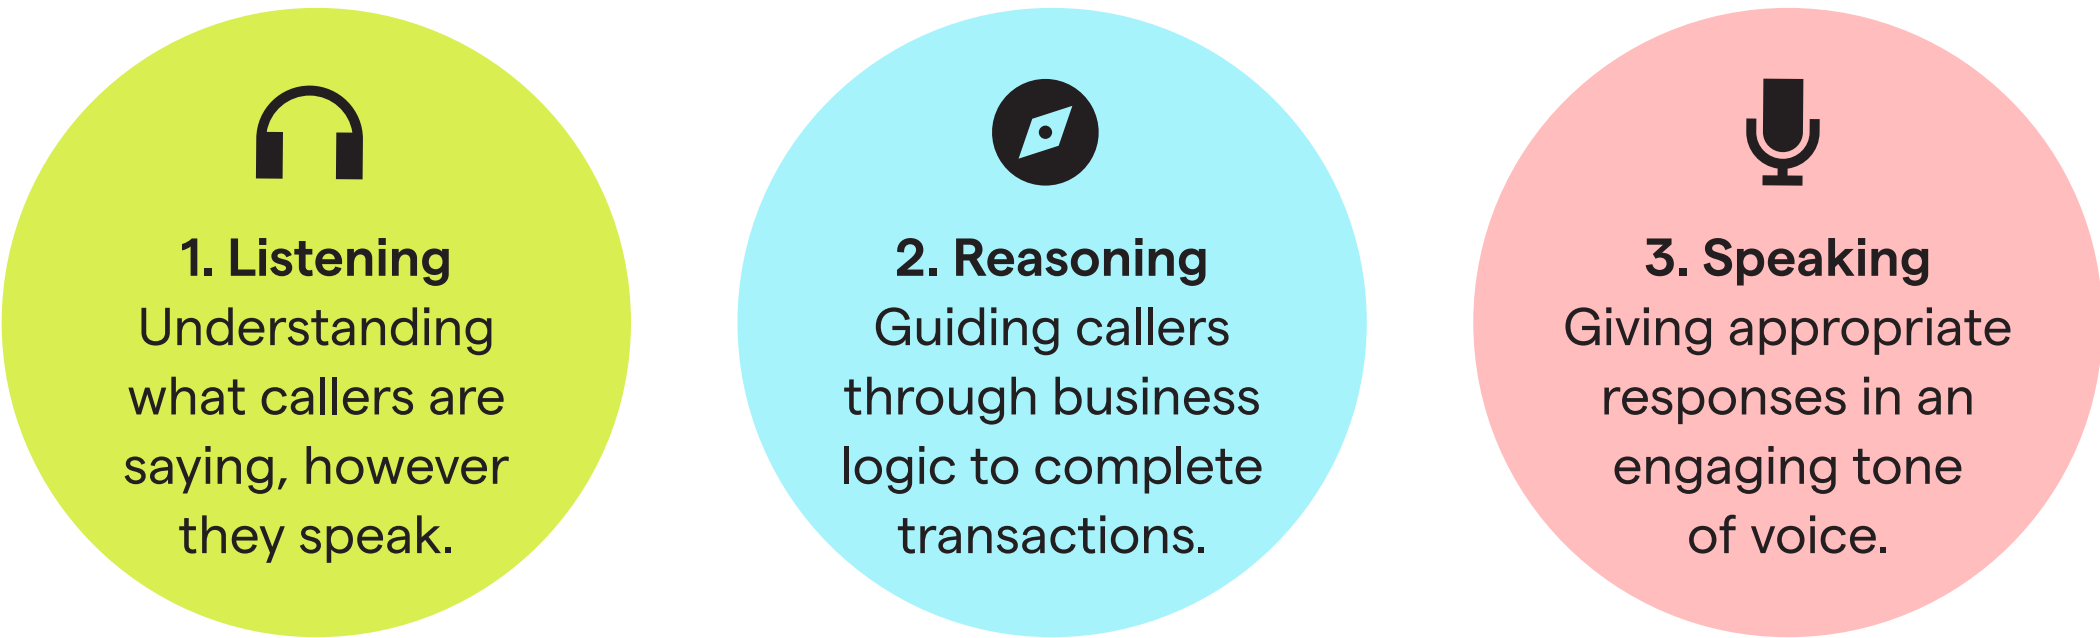 1. Listening
Understanding
what callers are
saying, however
they speak.
2. Reasoning
Guiding callers
through business
logic to complete
transactions.
3. Speaking
Giving appropriate
responses in an
engaging tone
of voice.